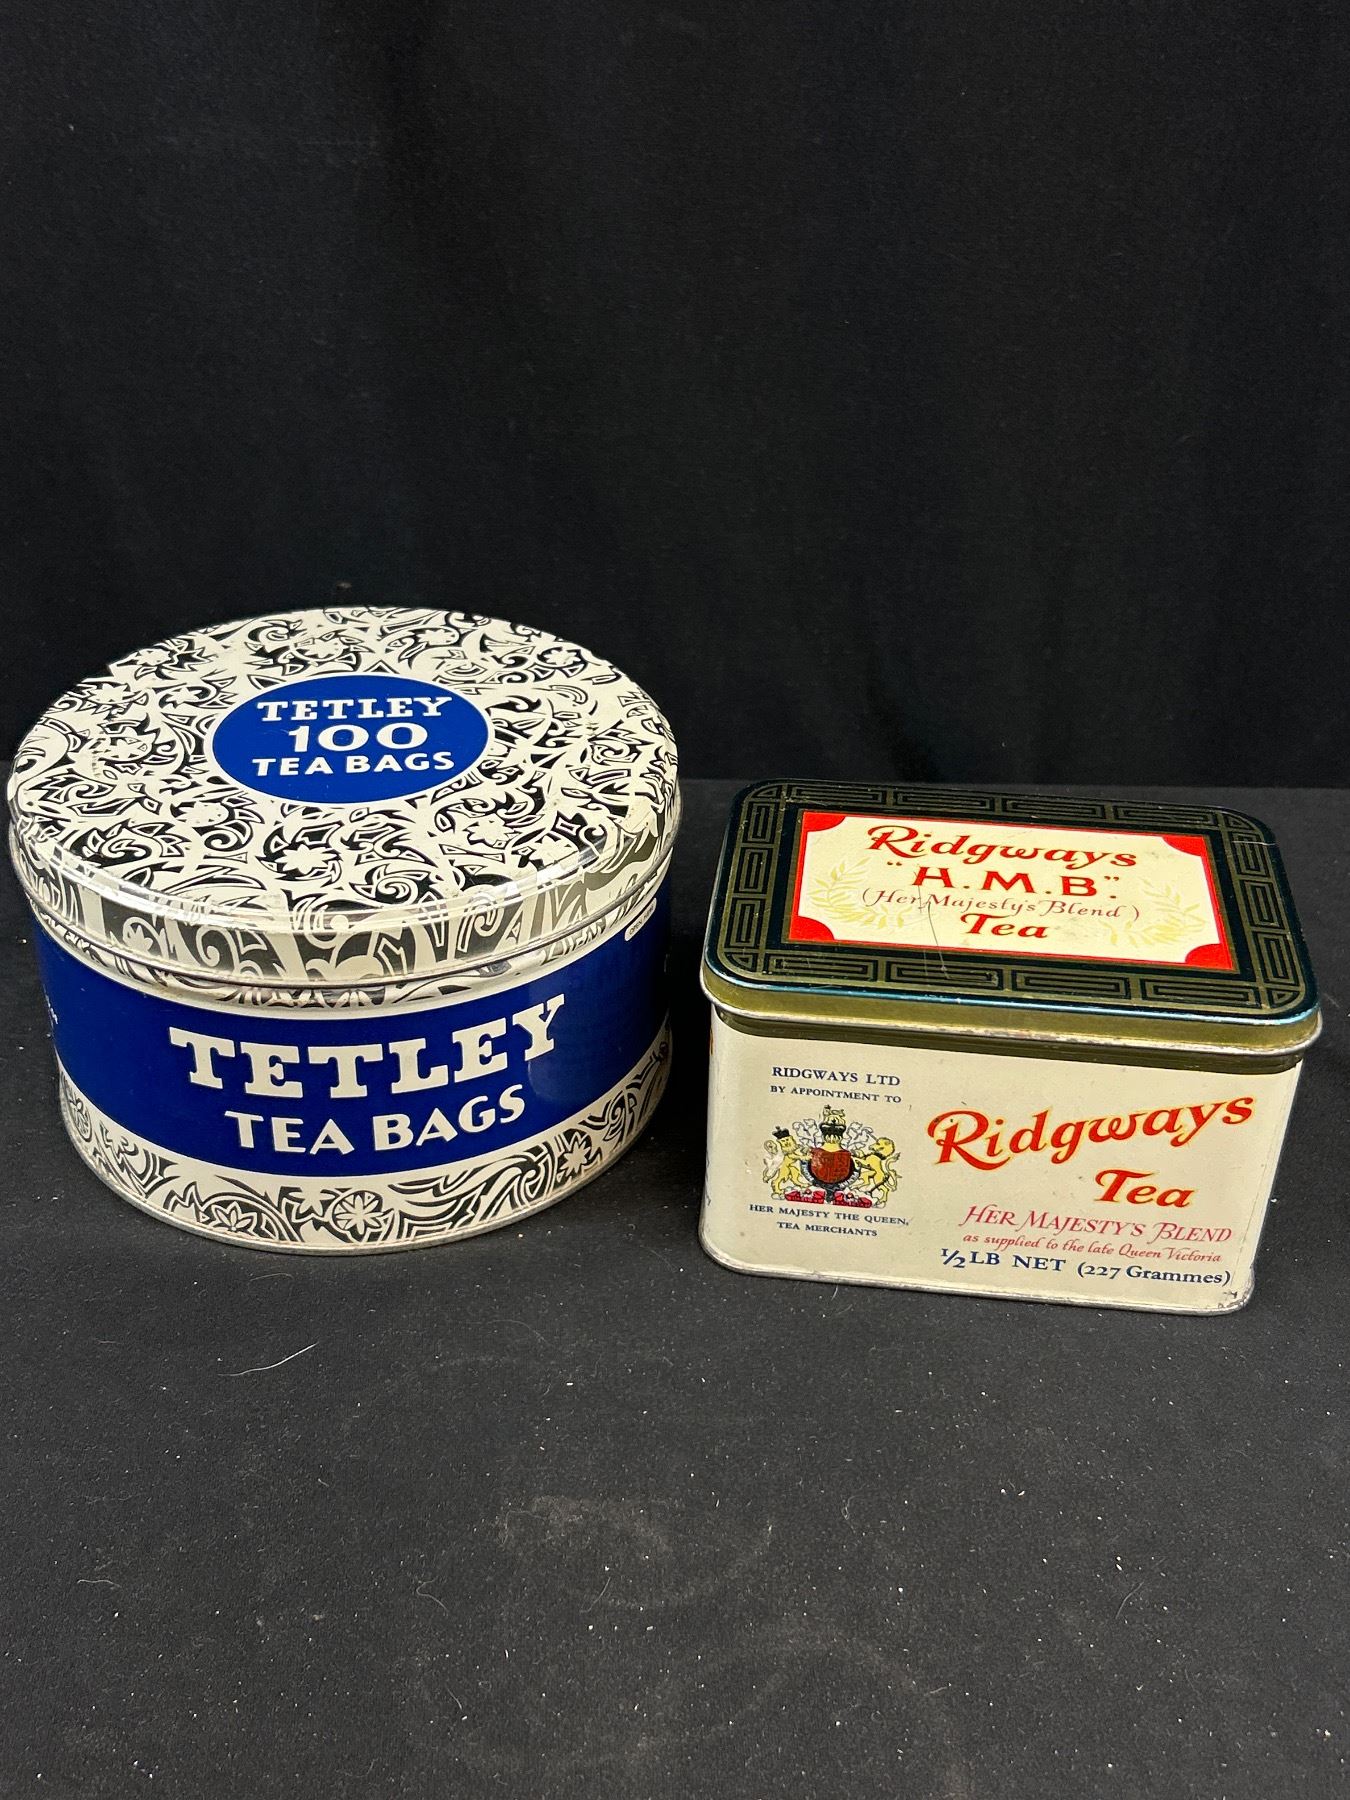 TETLEY
100
TEA BAGS
TETLEY
TEA BAGS
Ridgways
"H.M.B".
(Her Majesty's Blend)
Tea
RIDGWAYS LTD
BY APPOINTMENT TO
HER MAJESTY THE QUEEN,
TEA MERCHANTS
Ridgways
Tea
HER MAJESTY'S BLEND
as supplied to the late Queen Victoria
1/2 LB NET (227 Grammes)